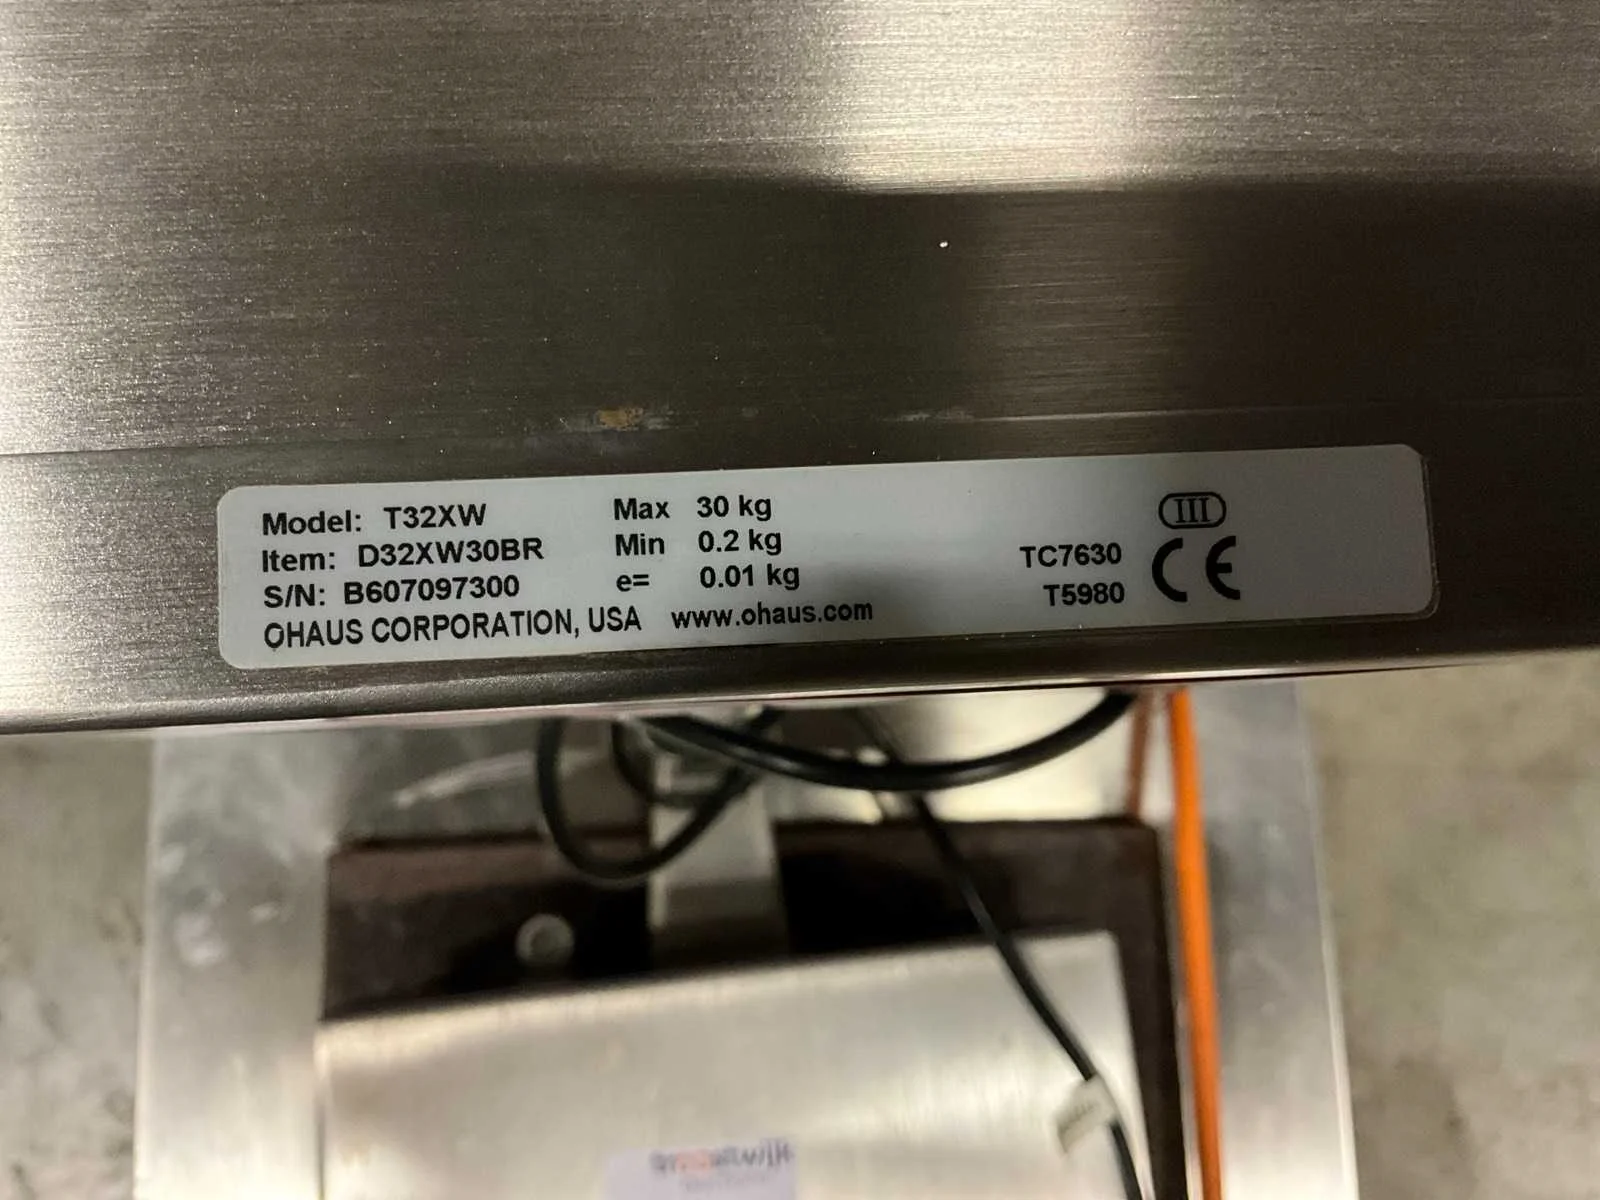 Model: T32XW
Item: D32XW30BR
S/N: B607097300
Max 30 kg
Min 0.2 kg
e= 0.01 kg
OHAUS CORPORATION, USA www.ohaus.com
TC7630
T5980
III
CE